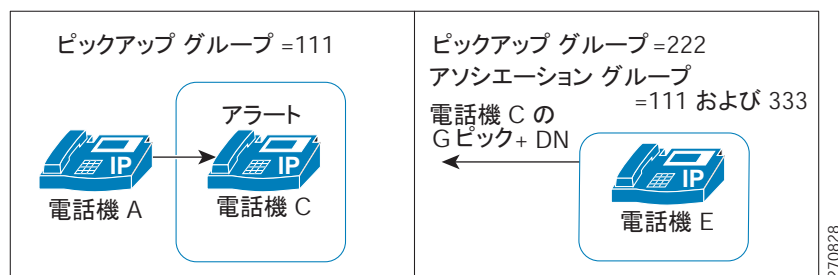 ピックアップ グループ =111
アラート
IP
IP
電話機 A
電話機 C
ピックアップ グループ=222
アソシエーション グループ
=111 および 333
電話機 C の
Gピック+ DN
IP
電話機 E